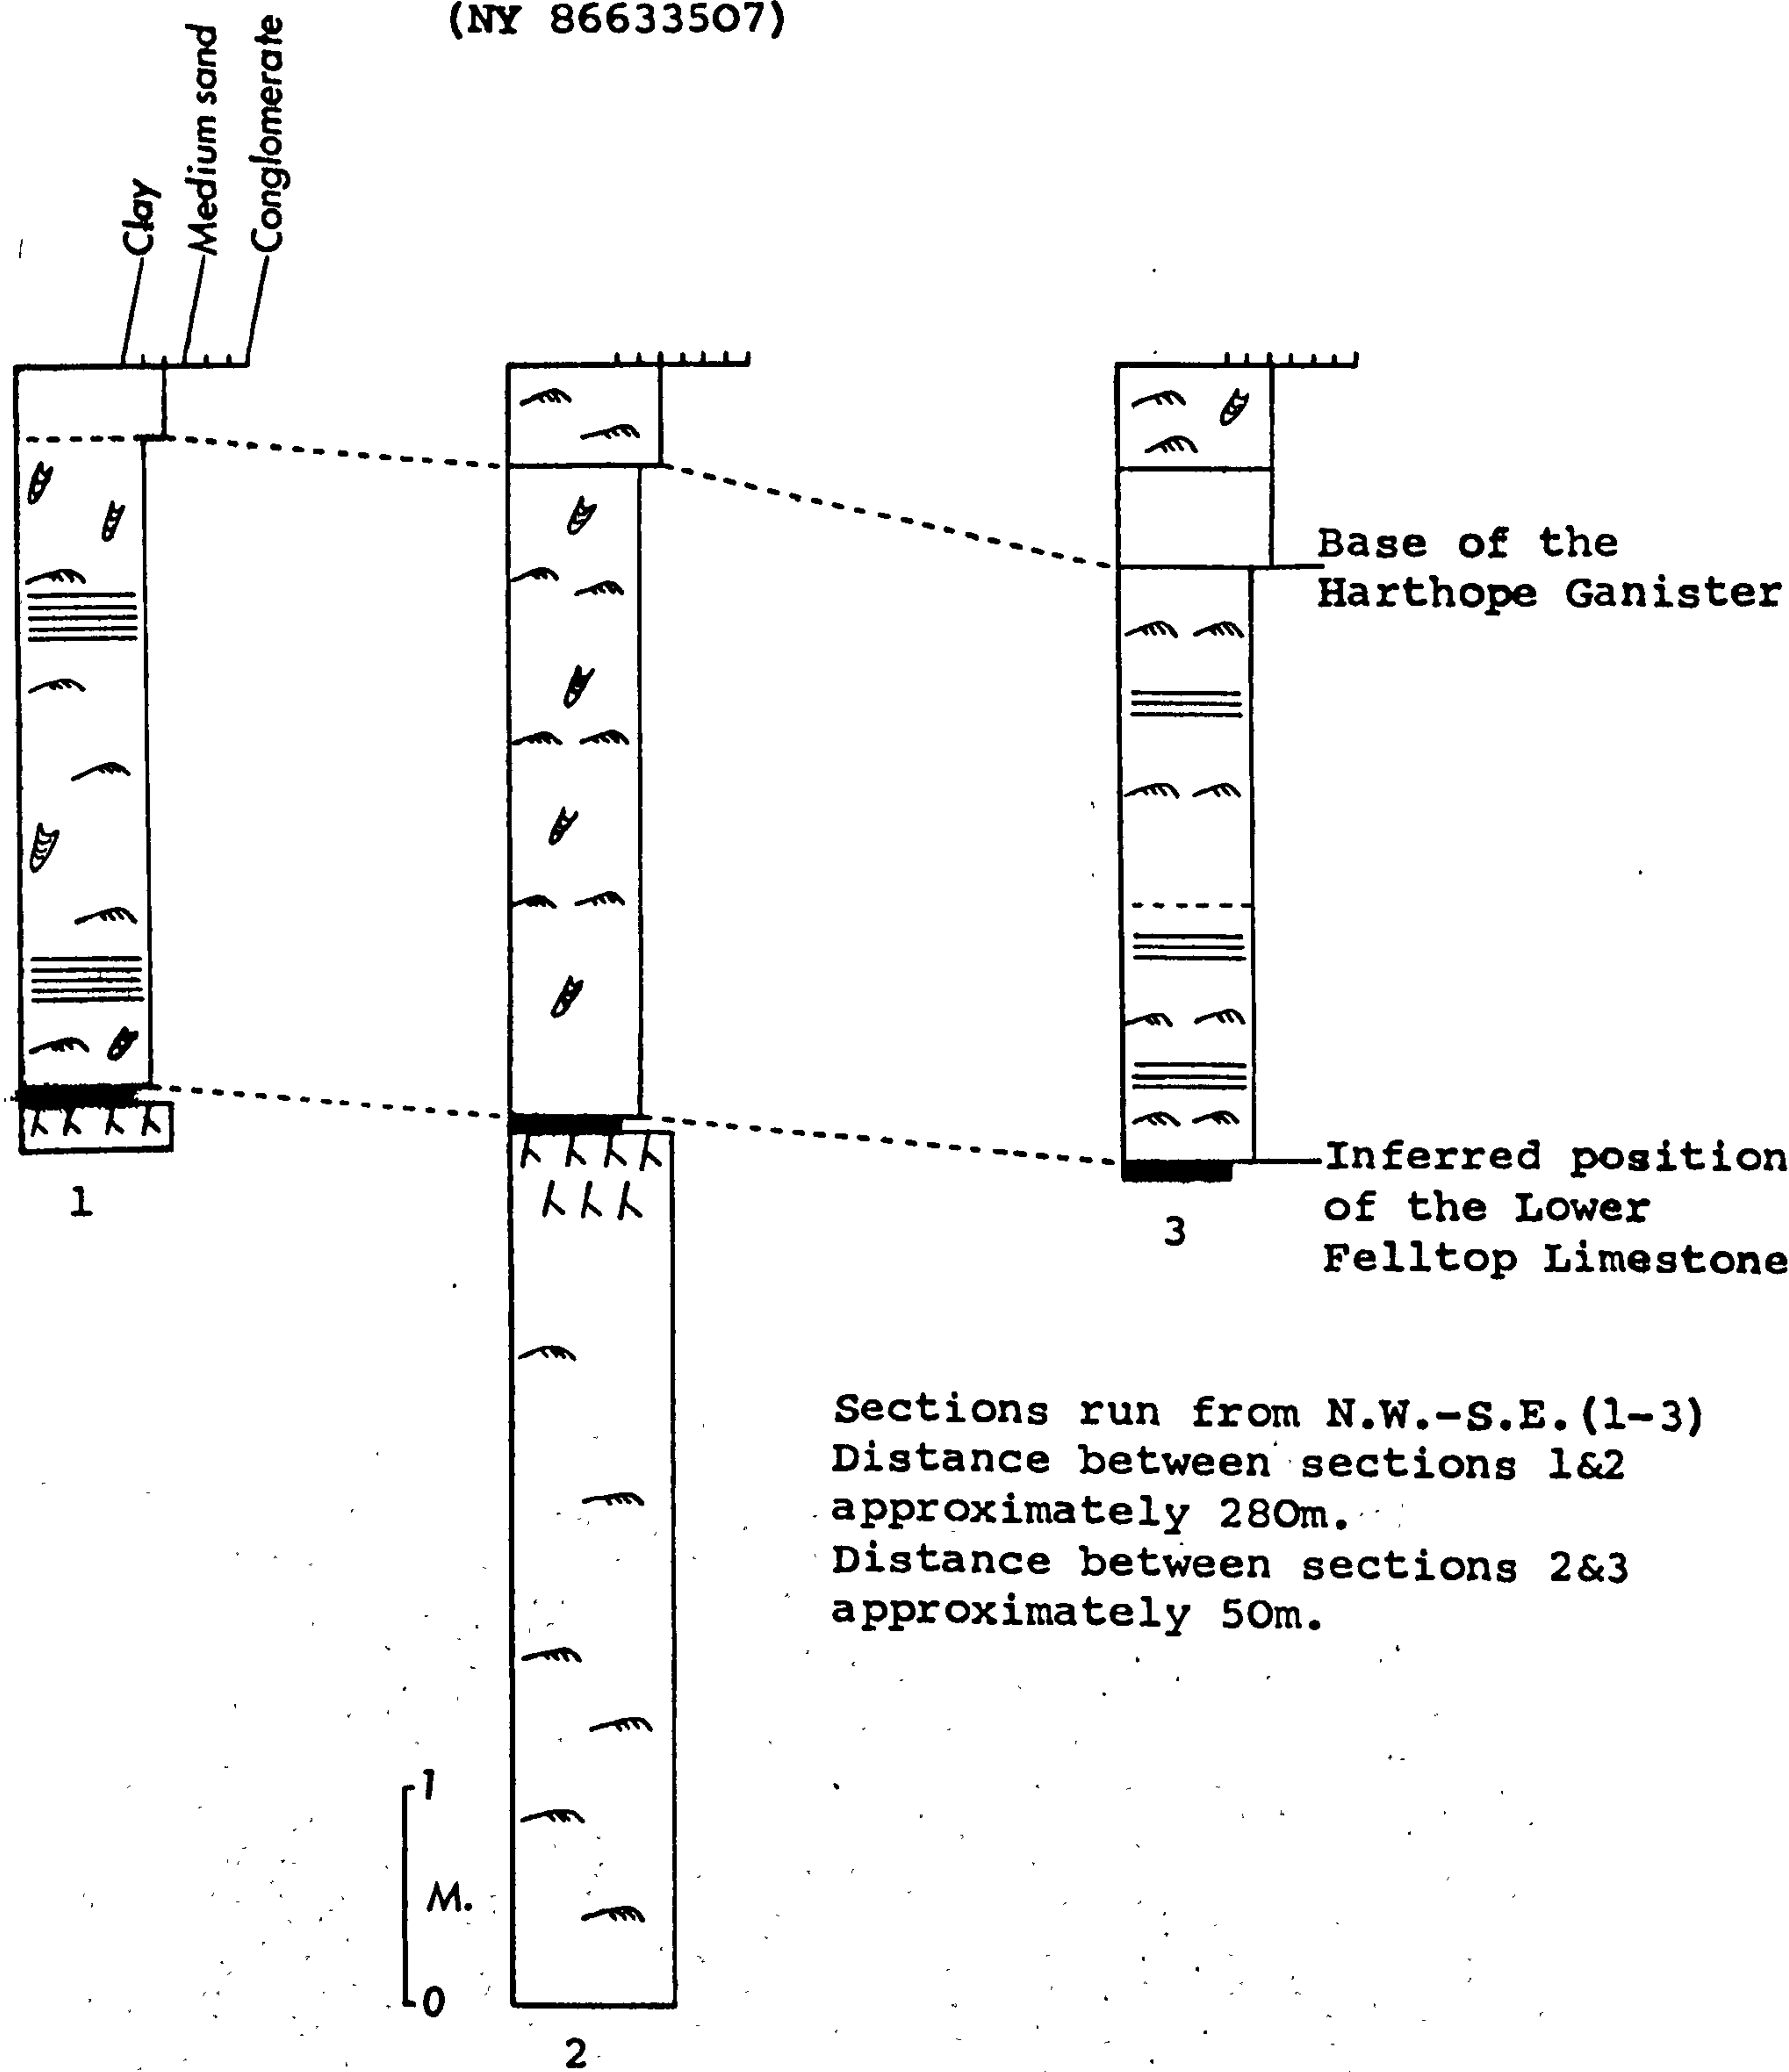 (NY 86633507)
Clay
Medium sand
Conglomerate
Base of the
Harthope Ganister
1
Inferred position
of the Lower
Felltop Limestone
3
Sections run from N.W.-S.E.(1-3)
Distance between sections 1&2
approximately 280m.
Distance between sections 2&3
approximately 50m.
1
M.
0
2